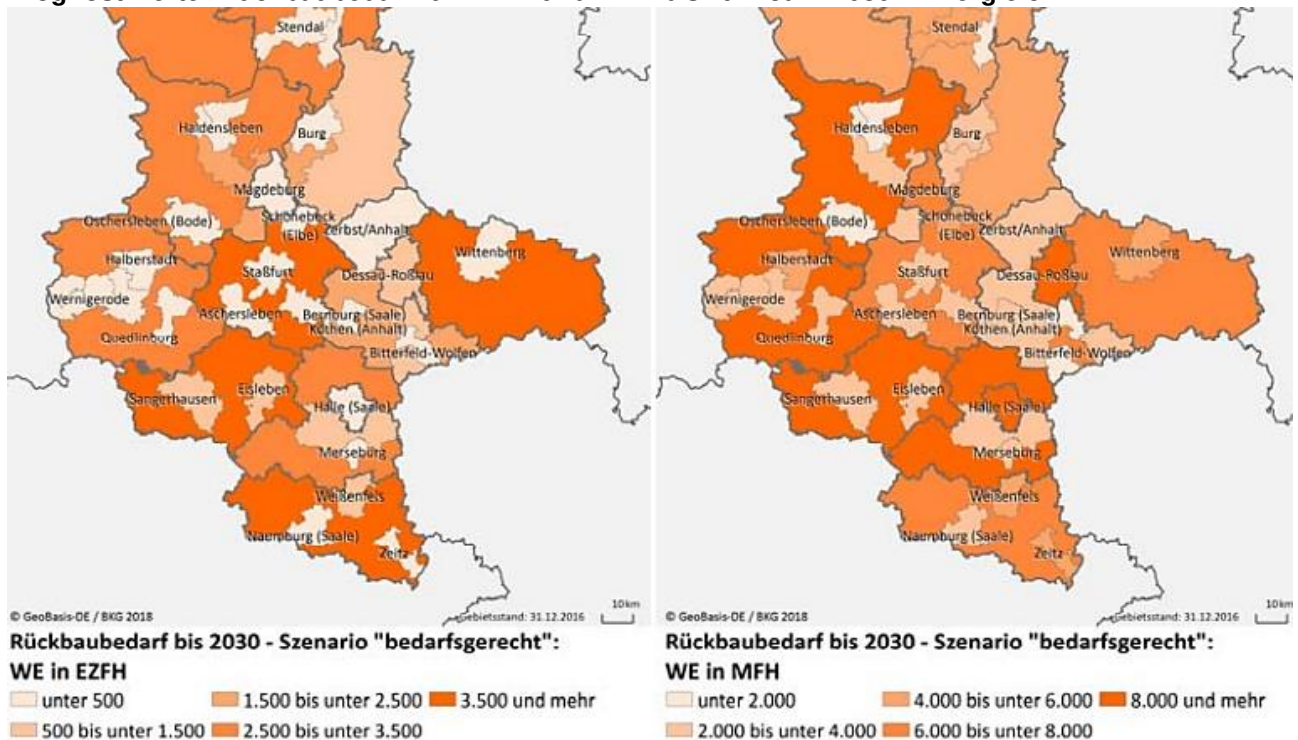 Stendal
Haldensleben
Burg
Magdeburg
Oschersleben (Bode)
Schönebeck
(Elbe)
Zerbst/Anhalt
Halberstadt
Staßfurt
Dessau-Roßlau
Wittenberg
Wernigerode
Aschersleben
Bernburg (Saale)
Köthen (Anhalt)
Quedlinburg
Bitterfeld-Wolfen
Sangerhausen
Eisleben
Halle (Saale)
Merseburg
Weißenfels
Naumburg (Saale)
Zeitz
© GeoBasis-DE / BKG 2018
Gebietsstand: 31.12.2016
10 km
Rückbaubedarf bis 2030 - Szenario "bedarfsgerecht":
WE in EZFH
unter 500
1.500 bis unter 2.500
3.500 und mehr
500 bis unter 1.500
2.500 bis unter 3.500
Stendal
Haldensleben
Burg
Magdeburg
Oschersleben (Bode)
Schönebeck
(Elbe)
Zerbst/Anhalt
Halberstadt
Staßfurt
Dessau-Roßlau
Wittenberg
Wernigerode
Aschersleben
Bernburg (Saale)
Köthen (Anhalt)
Quedlinburg
Bitterfeld-Wolfen
Sangerhausen
Eisleben
Halle (Saale)
Merseburg
Weißenfels
Naumburg (Saale)
Zeitz
© GeoBasis-DE / BKG 2018
Gebietsstand: 31.12.2016
10 km
Rückbaubedarf bis 2030 - Szenario "bedarfsgerecht":
WE in MFH
unter 2.000
4.000 bis unter 6.000
8.000 und mehr
2.000 bis unter 4.000
6.000 bis unter 8.000